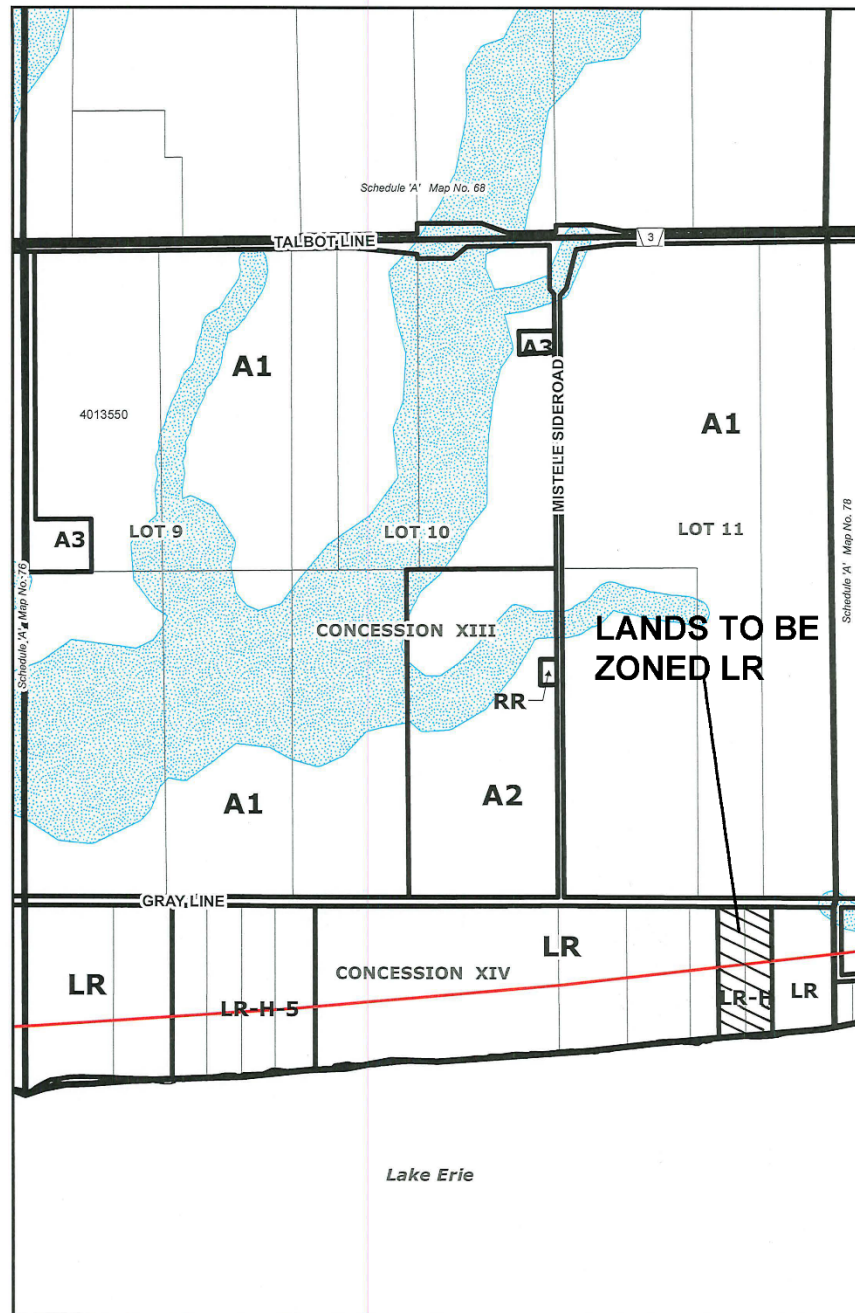 Schedule 'A' Map No. 68
TALBOT LINE
3
A3
A1
MISTELE SIDEROAD
4013550
A1
Schedule 'A' Map No. 78
A3
LOT 9
LOT 10
LOT 11
Schedule 'A' Map No. 76
CONCESSION XIII
LANDS TO BE
ZONED LR
RR
A1
A2
GRAY LINE
LR
CONCESSION XIV
LR
LR-H-5
LR-H
LR
Lake Erie